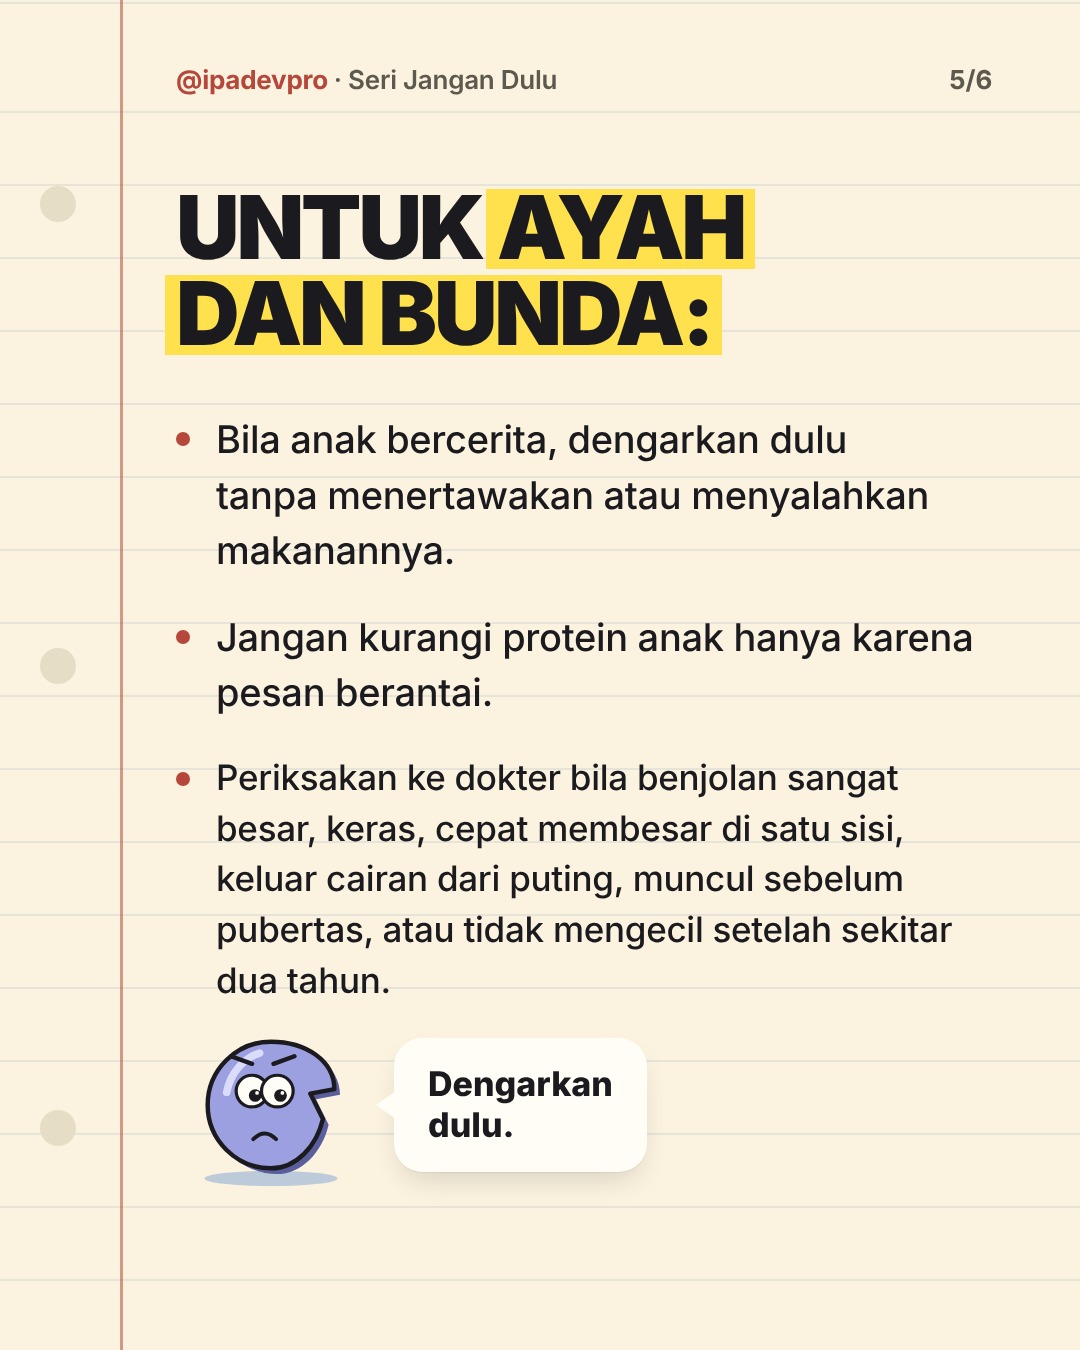 @ipadevpro · Seri Jangan Dulu
5/6
UNTUK AYAH
DAN BUNDA:
• Bila anak bercerita, dengarkan dulu
tanpa menertawakan atau menyalahkan
makanannya.
• Jangan kurangi protein anak hanya karena
pesan berantai.
• Periksakan ke dokter bila benjolan sangat
besar, keras, cepat membesar di satu sisi,
keluar cairan dari puting, muncul sebelum
pubertas, atau tidak mengecil setelah sekitar
dua tahun.
Dengarkan
dulu.